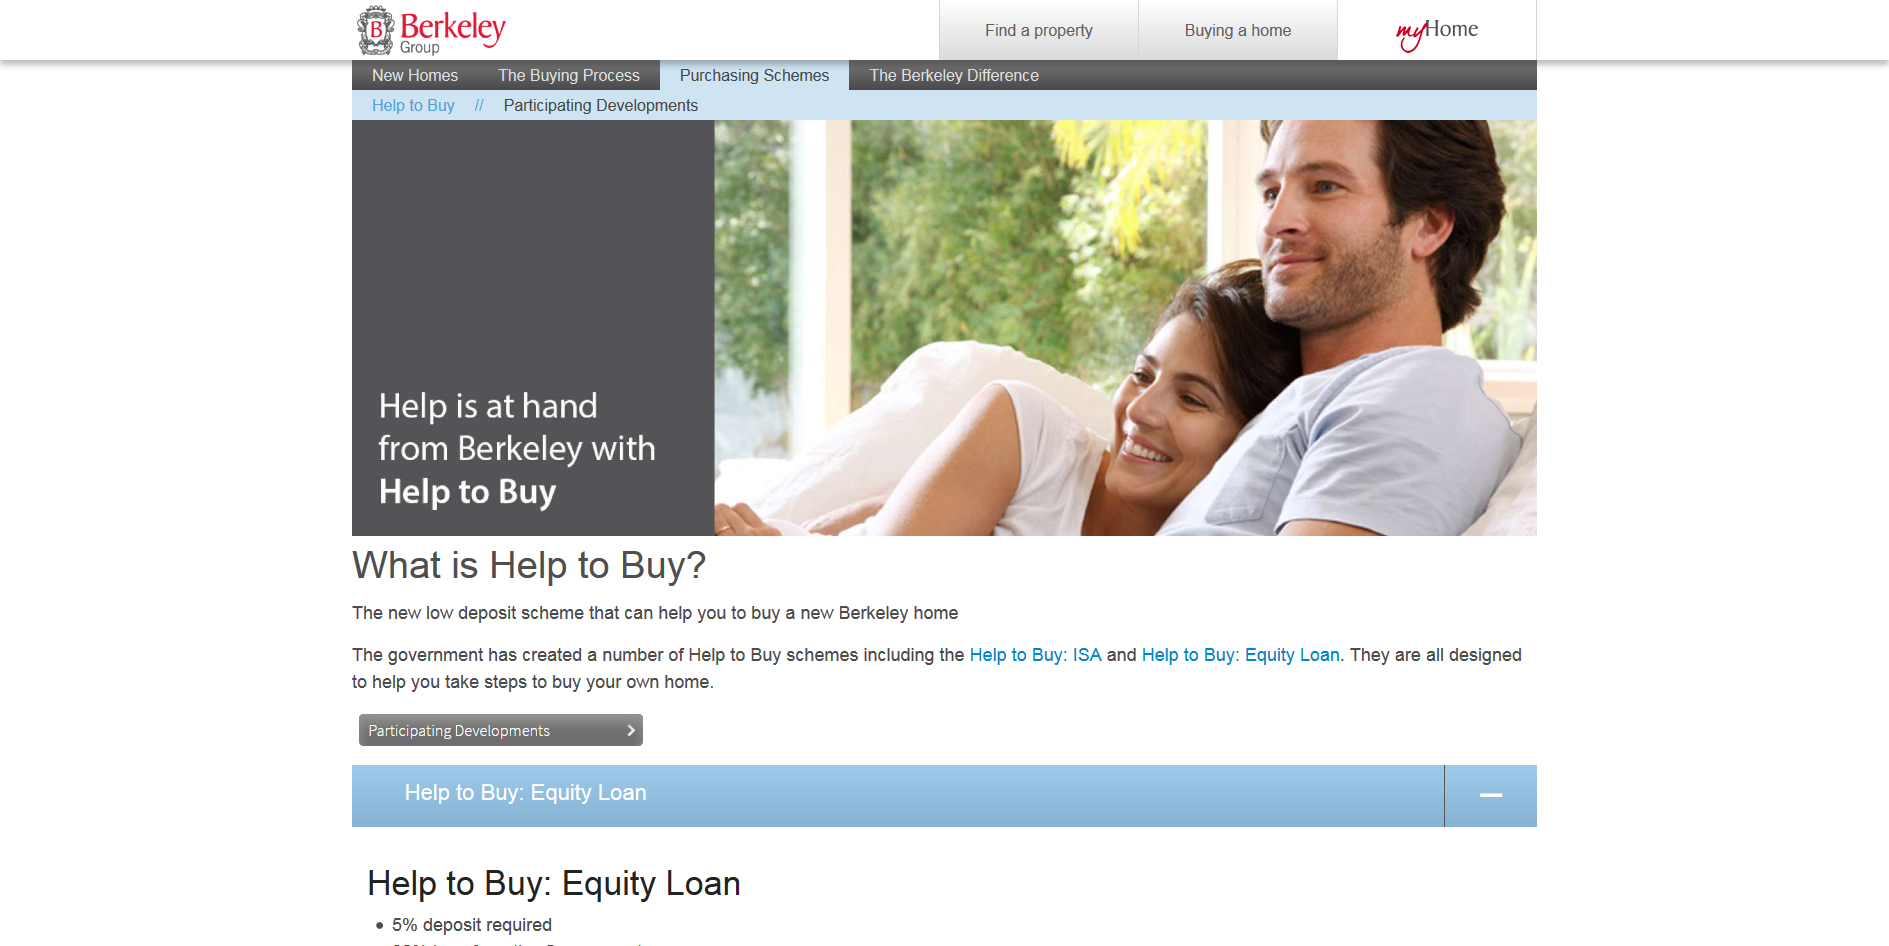 B Berkeley
Group
Find a property
Buying a home
myHome
New Homes
The Buying Process
Purchasing Schemes
The Berkeley Difference
Help to Buy // Participating Developments
Help is at hand
from Berkeley with
Help to Buy
What is Help to Buy?
The new low deposit scheme that can help you to buy a new Berkeley home
The government has created a number of Help to Buy schemes including the Help to Buy: ISA and Help to Buy: Equity Loan. They are all designed
to help you take steps to buy your own home.
Participating Developments
Help to Buy: Equity Loan
Help to Buy: Equity Loan
5% deposit required